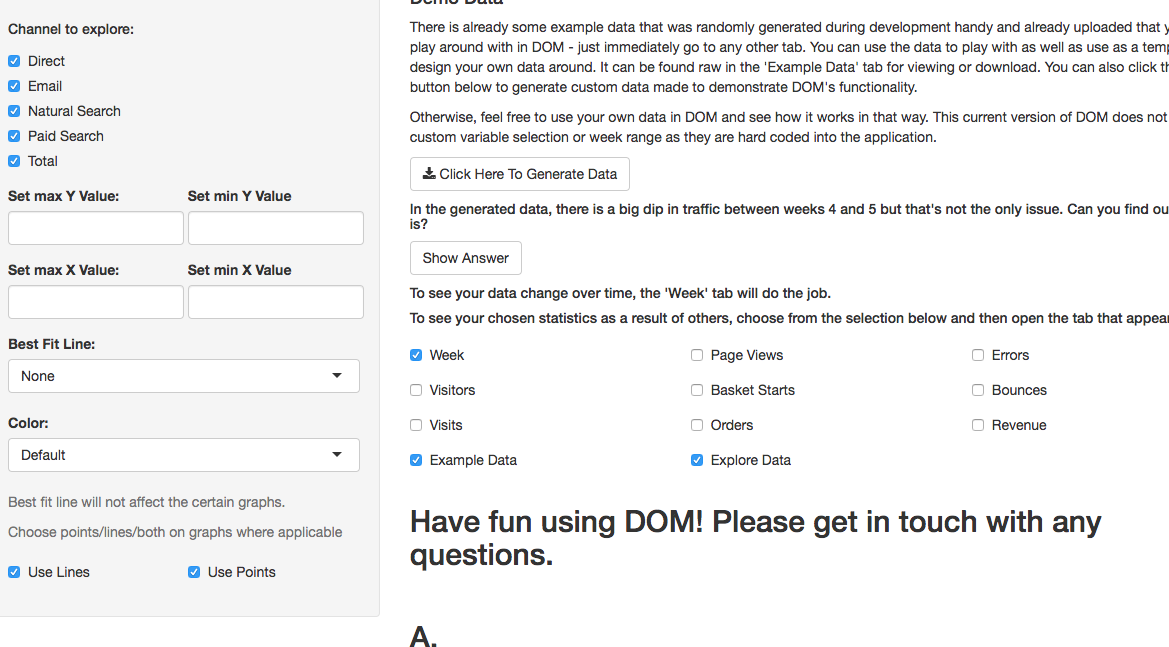 Channel to explore:
Direct
Email
Natural Search
Paid Search
Total
Set max Y Value: Set min Y Value
Set max X Value: Set min X Value
Best Fit Line:
None
Color:
Default
Best fit line will not affect the certain graphs.
Choose points/lines/both on graphs where applicable
Use Lines Use Points
Demo Data
There is already some example data that was randomly generated during development handy and already uploaded that
play around with in DOM - just immediately go to any other tab. You can use the data to play with as well as use as a
design your own data around. It can be found raw in the 'Example Data' tab for viewing or download. You can also click
button below to generate custom data made to demonstrate DOM's functionality.
Otherwise, feel free to use your own data in DOM and see how it works in that way. This current version of DOM does not
custom variable selection or week range as they are hard coded into the application.
Click Here To Generate Data
In the generated data, there is a big dip in traffic between weeks 4 and 5 but that's not the only issue. Can you find
is?
Show Answer
To see your data change over time, the 'Week' tab will do the job.
To see your chosen statistics as a result of others, choose from the selection below and then open the tab that
Week Page Views Errors
Visitors Basket Starts Bounces
Visits Orders Revenue
Example Data Explore Data
Have fun using DOM! Please get in touch with any
questions.
A.